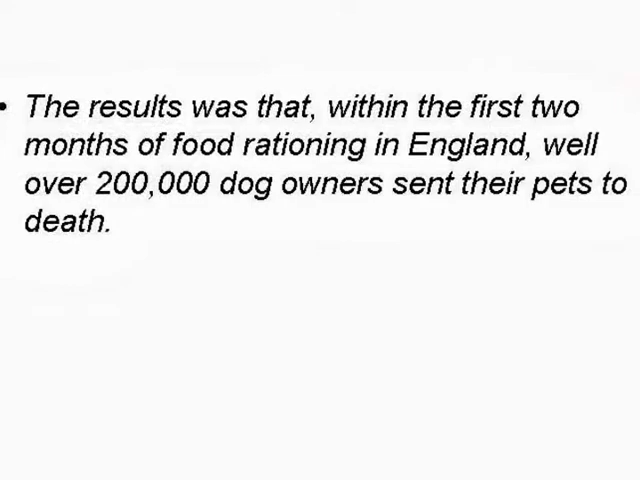 • The results was that, within the first two
months of food rationing in England, well
over 200,000 dog owners sent their pets to
death.